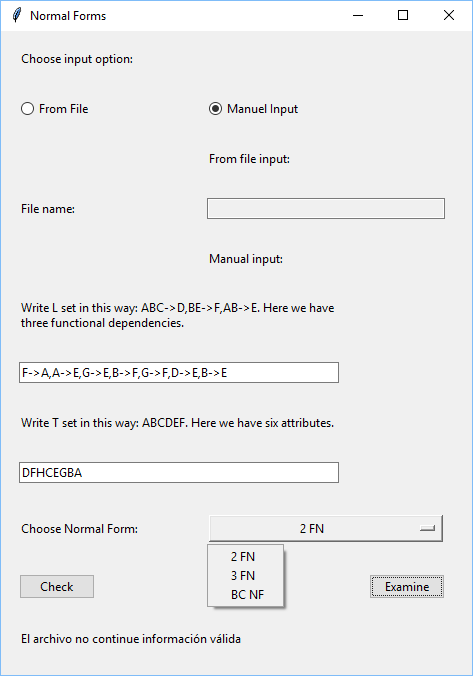 Normal Forms
Choose input option:
From File
Manuel Input
From file input:
File name:
Manual input:
Write L set in this way: ABC->D,BE->F,AB->E. Here we have
three functional dependencies.
F->A,A->E,G->E,B->F,G->F,D->E,B->E
Write T set in this way: ABCDEF. Here we have six attributes.
DFHCEGBA
Choose Normal Form:
2 FN
2 FN
3 FN
BC NF
Check
Examine
El archivo no continue información válida